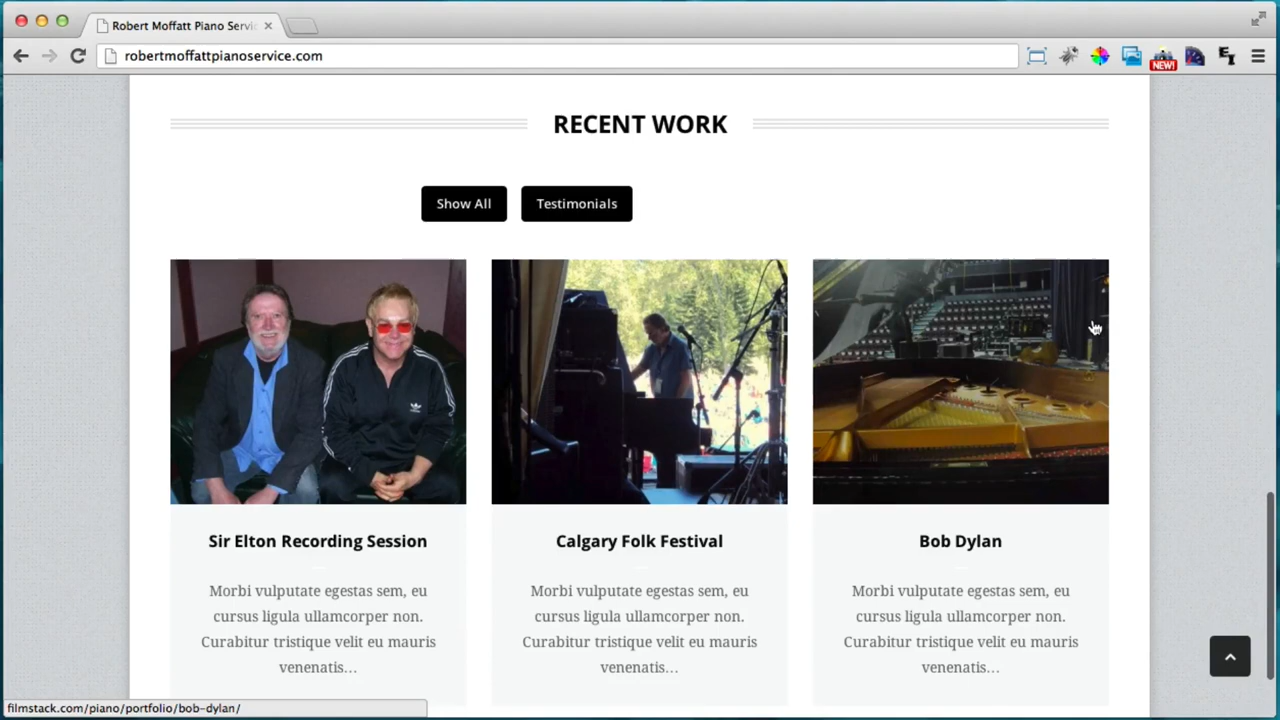 Robert Moffatt Piano Servi
robertmoffattpianoservice.com
NEW!
RECENT WORK
Show All
Testimonials
Sir Elton Recording Session
Morbi vulputate egestas sem, eu
cursus ligula ullamcorper non.
Curabitur tristique velit eu mauris
venenatis...
Calgary Folk Festival
Morbi vulputate egestas sem, eu
cursus ligula ullamcorper non.
Curabitur tristique velit eu mauris
venenatis...
Bob Dylan
Morbi vulputate egestas sem, eu
cursus ligula ullamcorper non.
Curabitur tristique velit eu mauris
venenatis...
filmstack.com/piano/portfolio/bob-dylan/